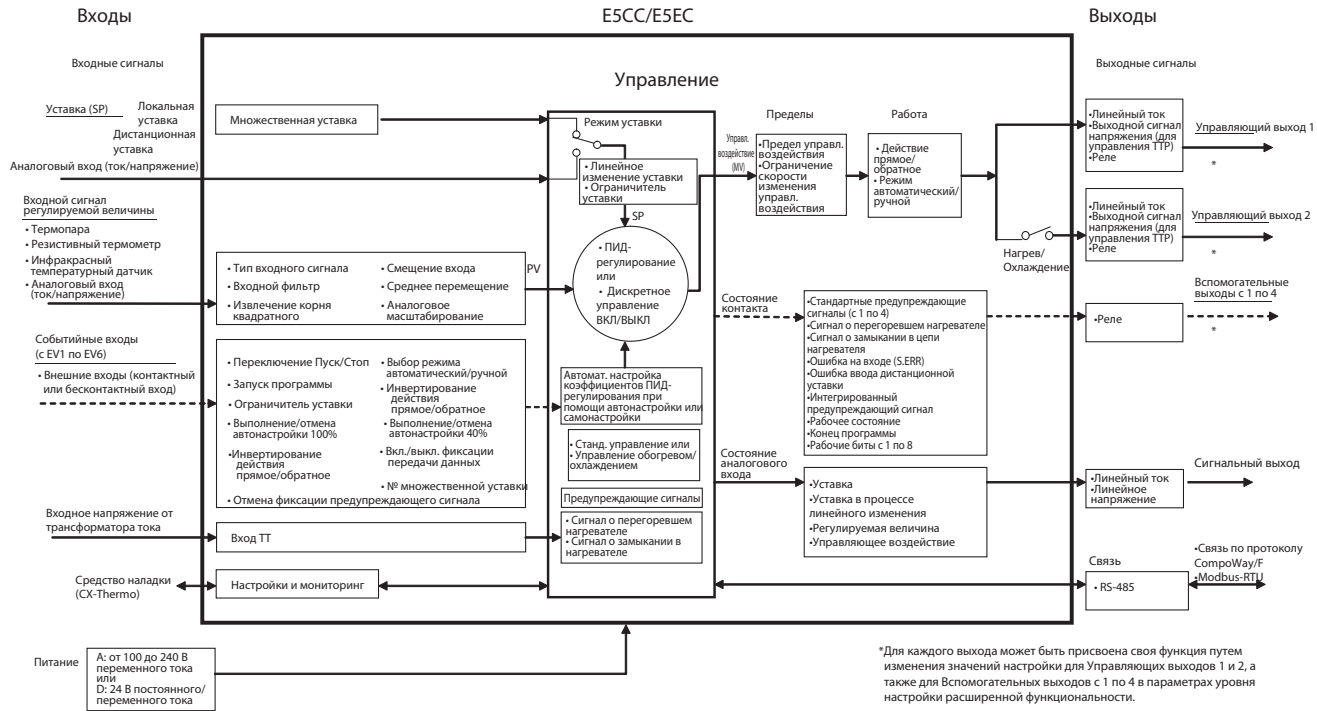 Входы
E5CC/E5EC
Выходы
Входные сигналы
Управление
Выходные сигналы
Уставка (SP)
Локальная
уставка
Дистанционная
уставка
Аналоговый вход (ток/напряжение)
Множественная уставка
Режим уставки
• Линейное
изменение уставки
• Ограничитель
уставки
SP
Входной сигнал
регулируемой величины
• Термопара
• Резистивный термометр
• Инфракрасный
температурный датчик
• Аналоговый вход
(ток/напряжение)
• Тип входного сигнала
• Входной фильтр
• Извлечение корня
квадратного
• Смещение входа
• Среднее перемещение
• Аналоговое
масштабирование
PV
• ПИД-
регулирование
или
• Дискретное
управление
ВКЛ/ВЫКЛ
Управл.
воздействие
(MV)
Пределы
•Предел управл.
воздействия
•Ограничение
скорости
изменения
управл.
воздействия
Работа
• Действие
прямое/
обратное
• Режим
автоматический/
ручной
Нагрев/
Охлаждение
•Линейный ток
•Выходной сигнал
напряжения (для
управления ТТР)
•Реле
Управляющий выход 1
*
•Линейный ток
•Выходной сигнал
напряжения (для
управления ТТР)
•Реле
Управляющий выход 2
*
Событийные входы
(с EV1 по EV6)
• Внешние входы (контактный
или бесконтактный вход)
• Переключение Пуск/Стоп
• Запуск программы
• Ограничитель уставки
• Выполнение/отмена
автонастройки 100%
•Инвертирование
действия
прямое/обратное
• Отмена фиксации предупреждающего сигнала
• Выбор режима
автоматический/ручной
• Инвертирование
действия
прямое/обратное
• Выполнение/отмена
автонастройки 40%
• Вкл./выкл. фиксации
передачи данных
• № множественной уставки
Автомат. настройка
коэффициентов ПИД-
регулирования при
помощи автонастройки или
самонастройки
• Станд. управление или
• Управление обогревом/
охлаждением
Предупреждающие сигналы
• Сигнал о перегоревшем
нагревателе
• Сигнал о замыкании в
нагревателе
Состояние
контакта
•Стандартные предупреждающие
сигналы (с 1 по 4)
•Сигнал о перегоревшем нагревателе
•Сигнал о замыкании в цепи
нагревателя
•Ошибка на входе (S.ERR)
•Ошибка ввода дистанционной
уставки
•Интегрированный
предупреждающий сигнал
•Рабочее состояние
•Конец программы
•Рабочие биты с 1 по 8
•Реле
Вспомогательные
выходы с 1 по 4
*
Состояние
аналогового
входа
•Уставка
•Уставка в процессе
линейного изменения
•Регулируемая величина
•Управляющее воздействие
•Линейный ток
•Линейное
напряжение
Сигнальный выход
Входное напряжение от
трансформатора тока
Вход ТТ
Средство наладки
(CX-Thermo)
Настройки и мониторинг
Связь
• RS-485
•Связь по протоколу
CompoWay/F
•Modbus-RTU
Питание
A: от 100 до 240 В
переменного тока
или
D: 24 В постоянного/
переменного тока
*Для каждого выхода может быть присвоена своя функция путем
изменения значений настройки для Управляющих выходов 1 и 2, а
также для Вспомогательных выходов с 1 по 4 в параметрах уровня
настройки расширенной функциональности.